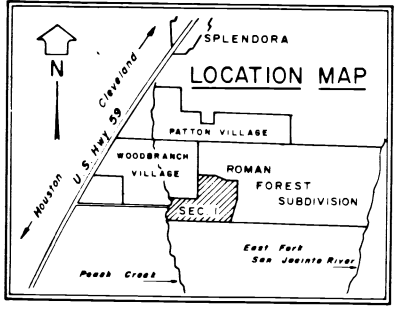 SPLENDORA
LOCATION MAP
N
Cleveland
U.S. Hwy 59
Houston
PATTON VILLAGE
WOODBRANCH
VILLAGE
ROMAN
FOREST
SUBDIVISION
SEC. 1
East Fork
San Jacinto River
Peach Creek